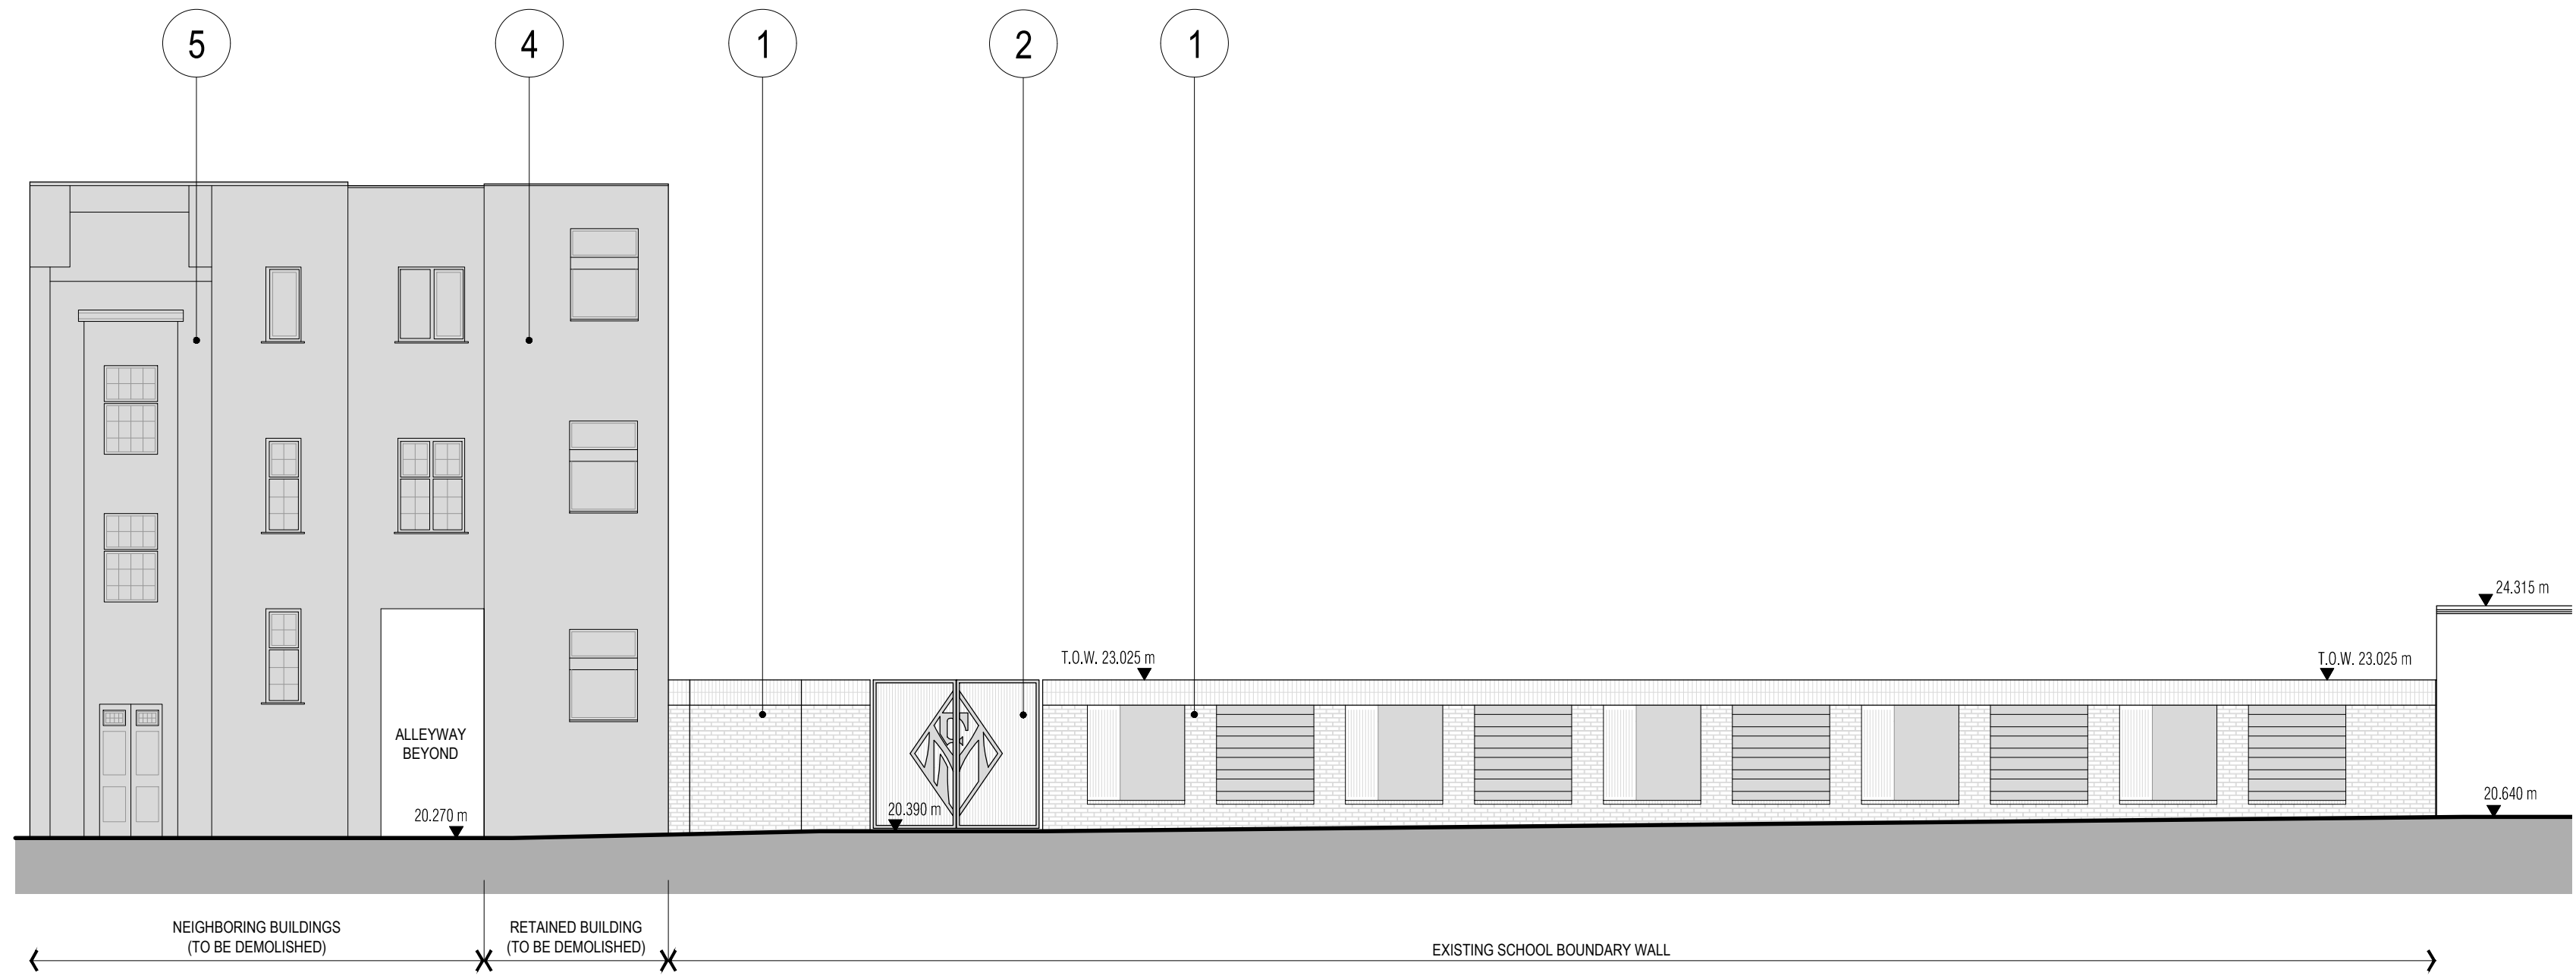 5
4
1
2
1
24.315 m
T.O.W. 23.025 m
T.O.W. 23.025 m
ALLEYWAY
BEYOND
20.270 m
20.390 m
20.640 m
NEIGHBORING BUILDINGS
(TO BE DEMOLISHED)
RETAINED BUILDING
(TO BE DEMOLISHED)
EXISTING SCHOOL BOUNDARY WALL